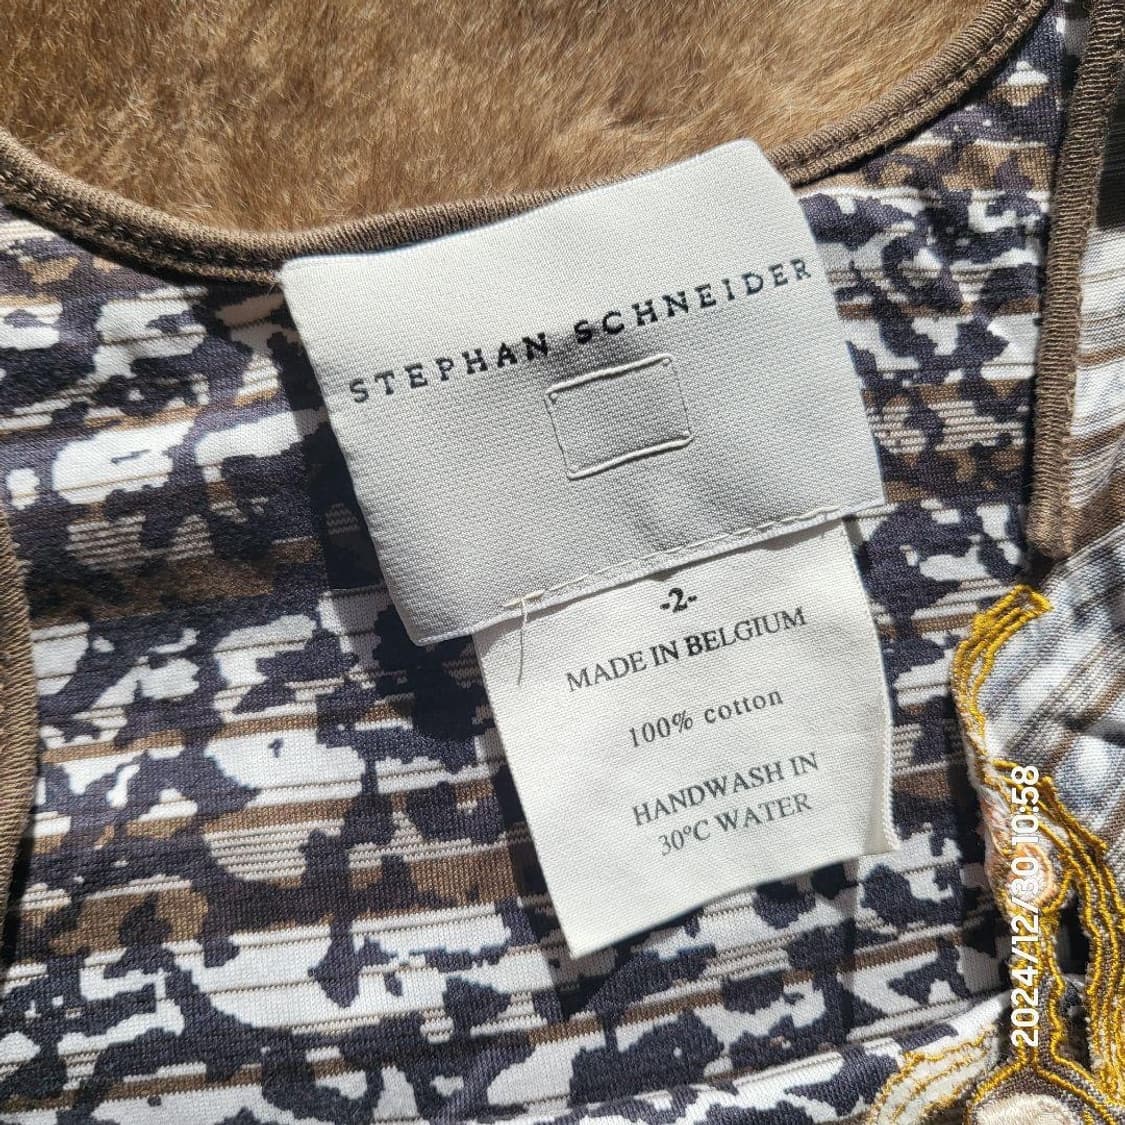 STEPHAN SCHNEIDER
-2-
MADE IN BELGIUM
100% cotton
HANDWASH IN
30°C WATER
2024/12/30 10:58